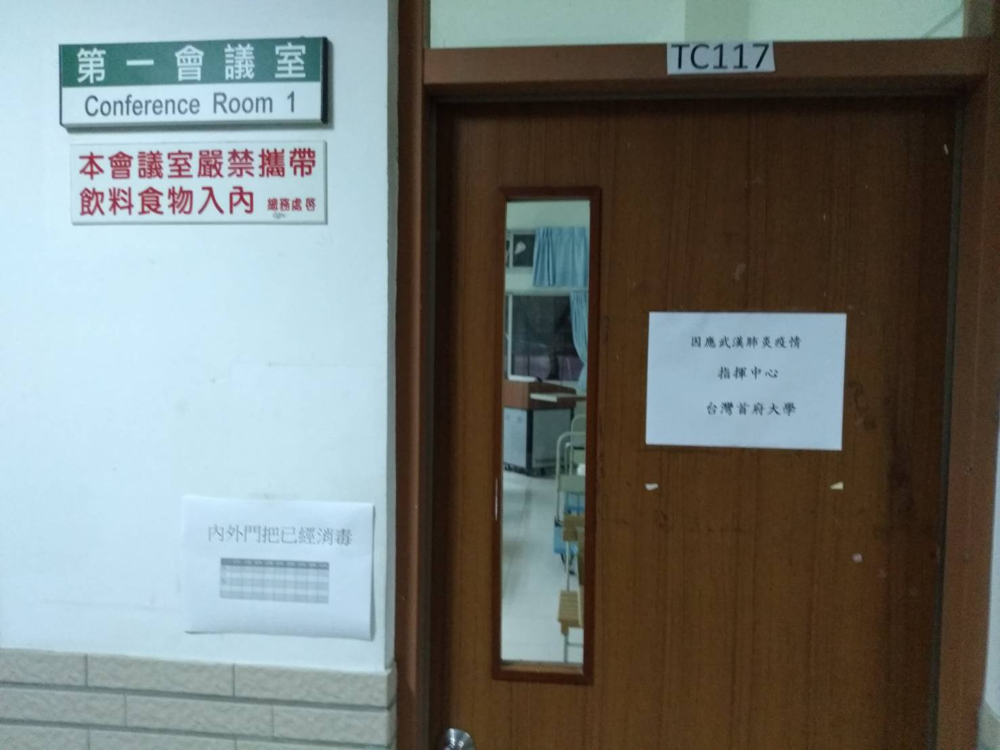 第一會議室
Conference Room 1
本會議室嚴禁攜帶
飲料食物入內 總務處啓
TC117
因應武漢肺炎疫情
指揮中心
台灣首府大學
內外門把已經消毒